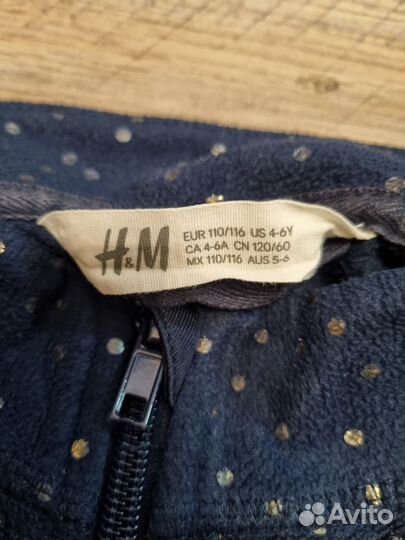 H&M
EUR 110/116 US 4-6Y
CA 4-6A CN 120/60
MX 110/116 AUS 5-6
Avito